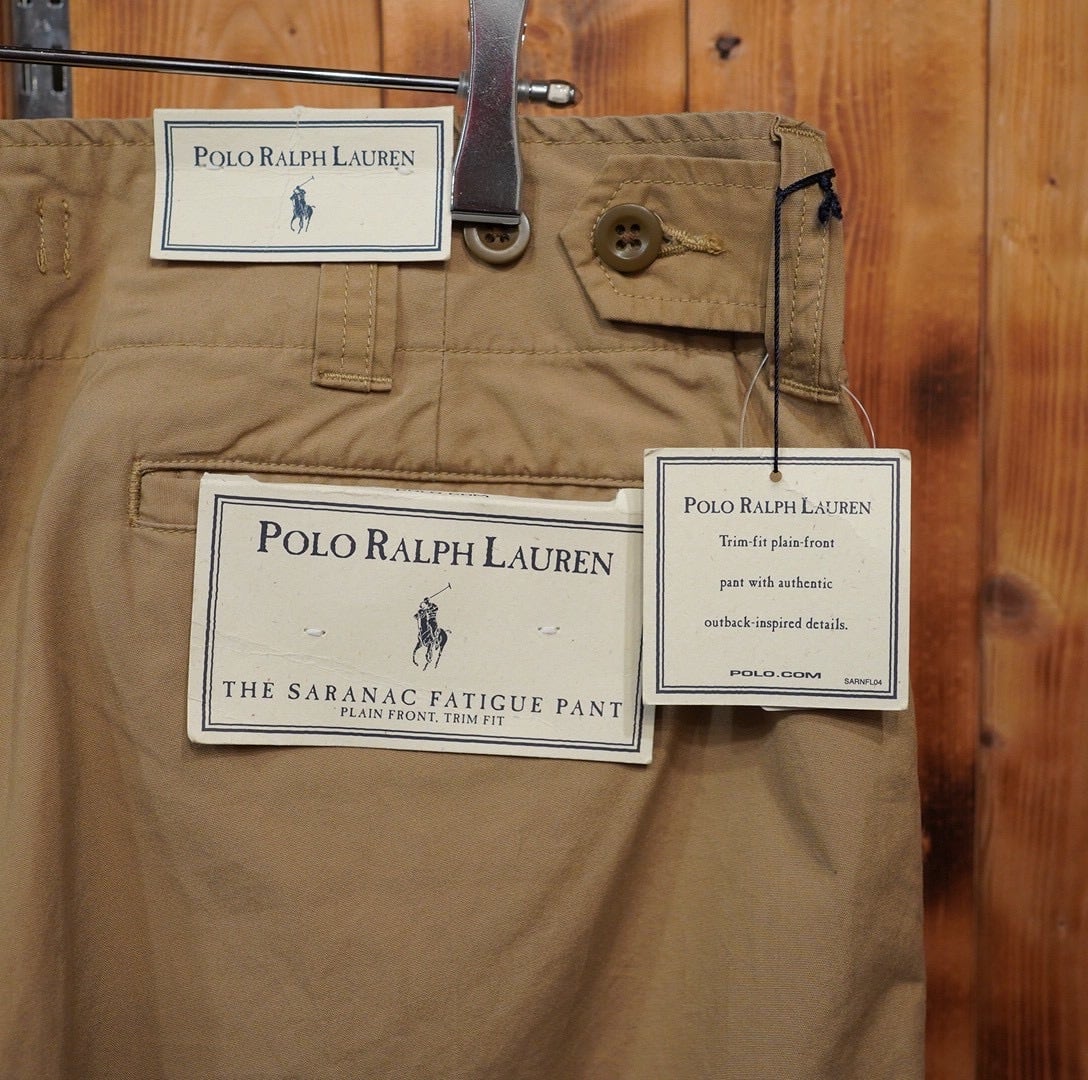 POLO RALPH LAUREN
POLO RALPH LAUREN
THE SARANAC FATIGUE PANT
PLAIN FRONT, TRIM FIT
POLO RALPH LAUREN
Trim-fit plain-front
pant with authentic
outback-inspired details.
POLO.COM
SARNFL04